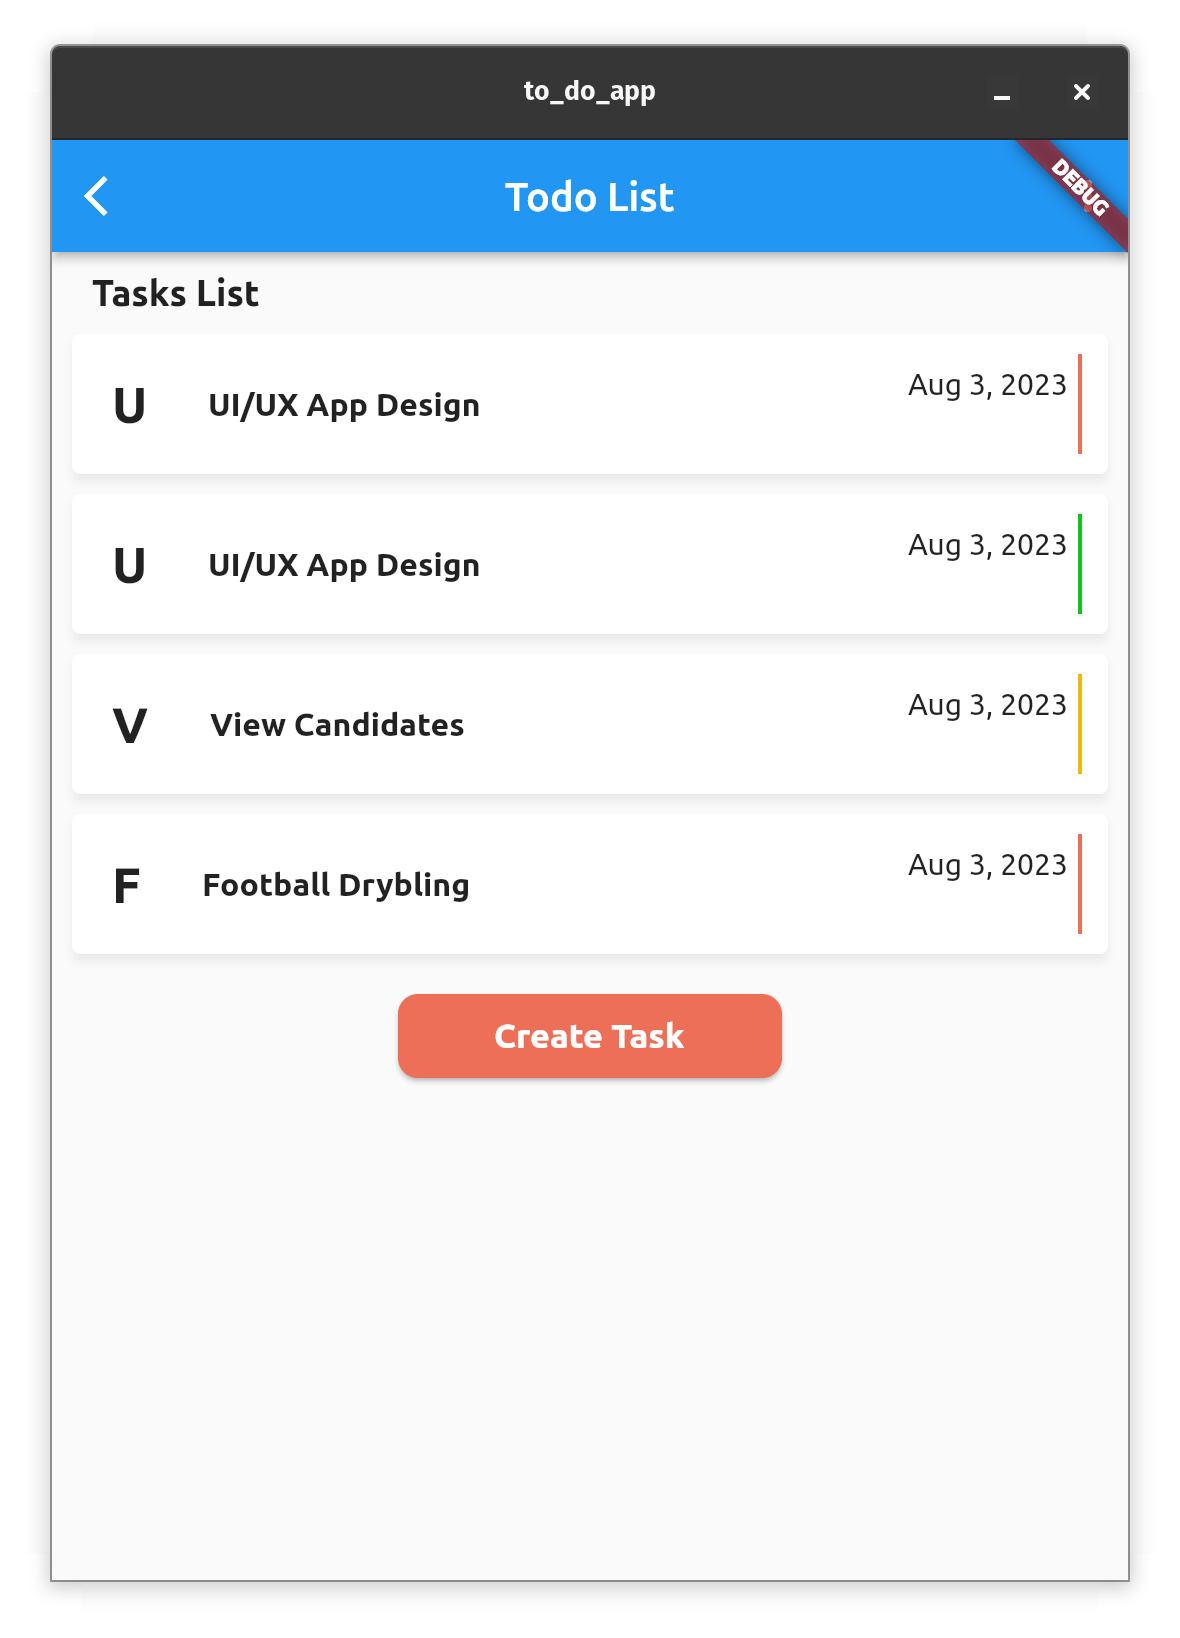 to_do_app
Todo List
DEBUG
Tasks List
U UI/UX App Design Aug 3, 2023
U UI/UX App Design Aug 3, 2023
V View Candidates Aug 3, 2023
F Football Drybling Aug 3, 2023
Create Task